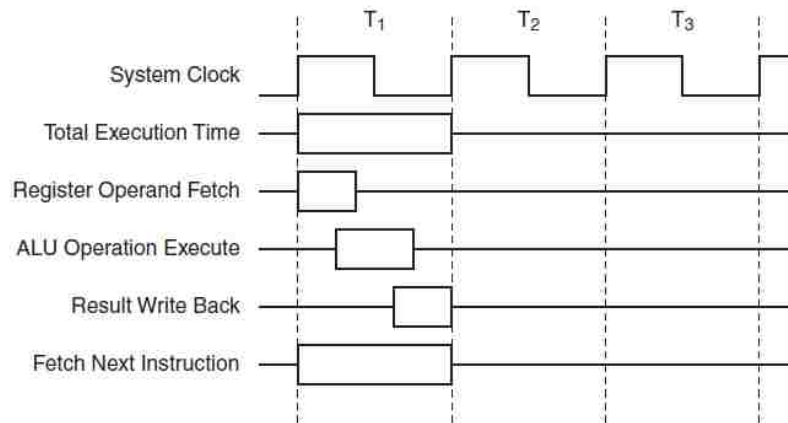 T₁ T₂ T₃
System Clock
Total Execution Time
Register Operand Fetch
ALU Operation Execute
Result Write Back
Fetch Next Instruction